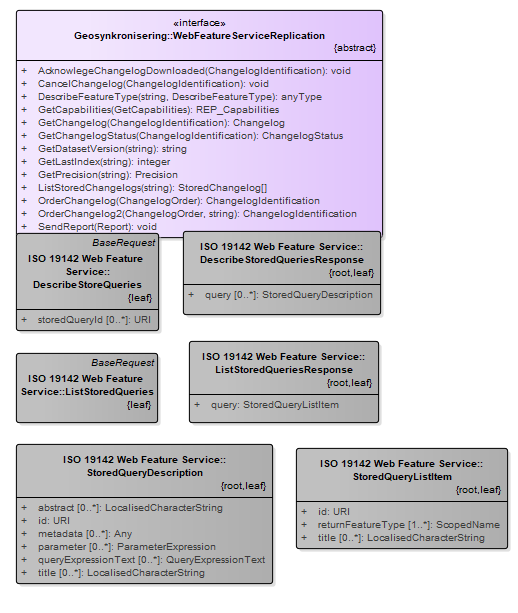 «interface»
Geosynkronisering::WebFeatureServiceReplication
{abstract}
+ AcknowlegeChangelogDownloaded(ChangelogIdentification): void
+ CancelChangelog(ChangelogIdentification): void
+ DescribeFeatureType(string, DescribeFeatureType): anyType
+ GetCapabilities(GetCapabilities): REP_Capabilities
+ GetChangelog(ChangelogIdentification): Changelog
+ GetChangelogStatus(ChangelogIdentification): ChangelogStatus
+ GetDatasetVersion(string): string
+ GetLastIndex(string): integer
+ GetPrecision(string): Precision
+ ListStoredChangelogs(string): StoredChangelog[]
+ OrderChangelog(ChangelogOrder): ChangelogIdentification
+ OrderChangelog2(ChangelogOrder, string): ChangelogIdentification
+ SendReport(Report): void
BaseRequest
ISO 19142 Web Feature
Service::
DescribeStoreQueries
{leaf}
+ storedQueryId [0..*]: URI
ISO 19142 Web Feature Service::
DescribeStoredQueriesResponse
{root,leaf}
+ query [0..*]: StoredQueryDescription
BaseRequest
ISO 19142 Web Feature
Service::ListStoredQueries
{leaf}
ISO 19142 Web Feature Service::
ListStoredQueriesResponse
{root,leaf}
+ query: StoredQueryListItem
ISO 19142 Web Feature Service::
StoredQueryDescription
{root,leaf}
+ abstract [0..*]: LocalisedCharacterString
+ id: URI
+ metadata [0..*]: Any
+ parameter [0..*]: ParameterExpression
+ queryExpressionText [0..*]: QueryExpressionText
+ title [0..*]: LocalisedCharacterString
ISO 19142 Web Feature Service::
StoredQueryListItem
{root,leaf}
+ id: URI
+ returnFeatureType [1..*]: ScopedName
+ title [0..*]: LocalisedCharacterString